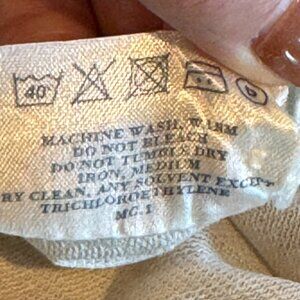 40
MACHINE WASH, WARM
DO NOT BLEACH
DO NOT TUMBLE DRY
IRON, MEDIUM
RY CLEAN, ANY SOLVENT EXCEPT
TRICHLOROETHYLENE
MC.1